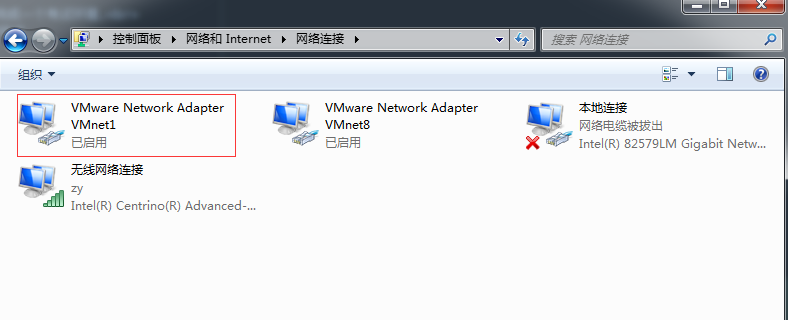 控制面板 网络和 Internet 网络连接
搜索 网络连接
组织
VMware Network Adapter
VMnet1
已启用
VMware Network Adapter
VMnet8
已启用
本地连接
网络电缆被拔出
Intel(R) 82579LM Gigabit Netw...
无线网络连接
zy
Intel(R) Centrino(R) Advanced-...